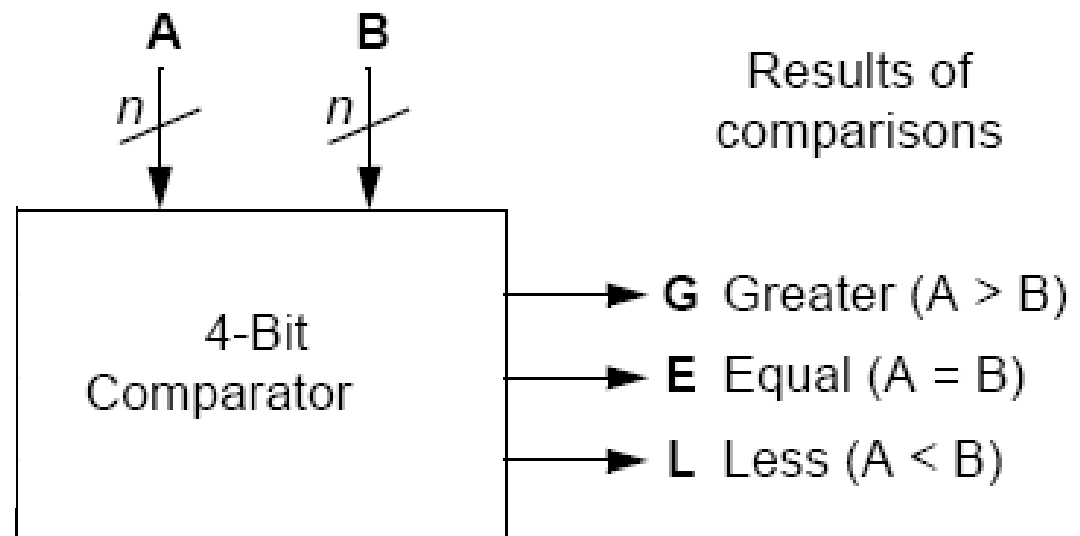 A B
Results of
comparisons
n n
G Greater (A > B)
4-Bit
E Equal (A = B)
Comparator
L Less (A < B)